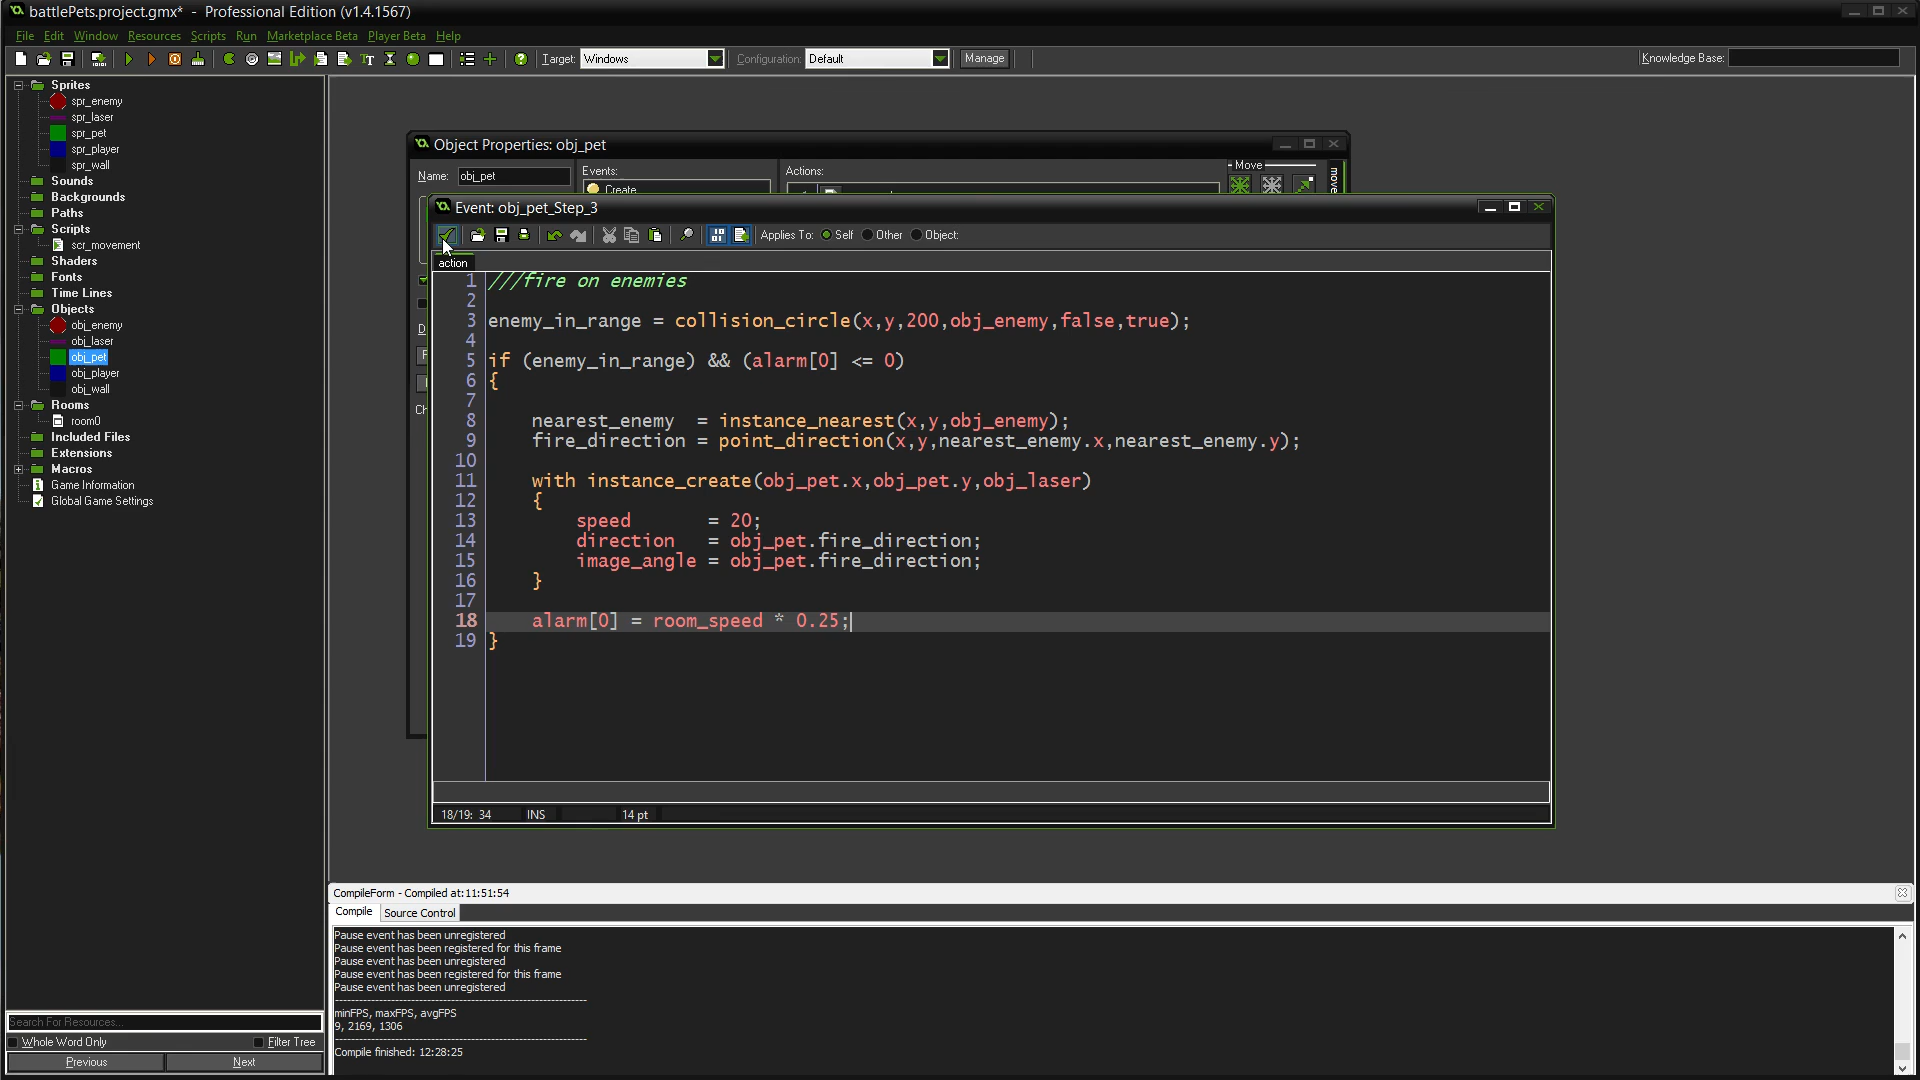 battlePets.project.gmx* - Professional Edition (v1.4.1567)
File Edit Window Resources Scripts Run Marketplace Beta Player Beta Help
Target: Windows Configuration: Default Manage Knowledge Base:
Sprites
spr_enemy
spr_laser
spr_pet
spr_player
spr_wall
Sounds
Backgrounds
Paths
Scripts
scr_movement
Shaders
Fonts
Time Lines
Objects
obj_enemy
obj_laser
obj_pet
obj_player
obj_wall
Rooms
room0
Included Files
Extensions
Macros
Game Information
Global Game Settings
Search For Resources...
Whole Word Only Filter Tree
Previous Next
Object Properties: obj_pet
Name: obj_pet Events: Actions: Move
Create
move
Event: obj_pet_Step_3
Applies To: Self Other Object:
action
1 ///fire on enemies
2
3 enemy_in_range = collision_circle(x,y,200,obj_enemy,false,true);
4
5 if (enemy_in_range) && (alarm[0] <= 0)
6 {
7
8 nearest_enemy = instance_nearest(x,y,obj_enemy);
9 fire_direction = point_direction(x,y,nearest_enemy.x,nearest_enemy.y);
10
11 with instance_create(obj_pet.x,obj_pet.y,obj_laser)
12 {
13 speed = 20;
14 direction = obj_pet.fire_direction;
15 image_angle = obj_pet.fire_direction;
16 }
17
18 alarm[0] = room_speed * 0.25;
19 }
18/19: 34 INS 14 pt
CompileForm - Compiled at:11:51:54
Compile Source Control
Pause event has been unregistered
Pause event has been registered for this frame
Pause event has been unregistered
Pause event has been registered for this frame
Pause event has been unregistered
minFPS, maxFPS, avgFPS
9, 2169, 1306
Compile finished: 12:28:25